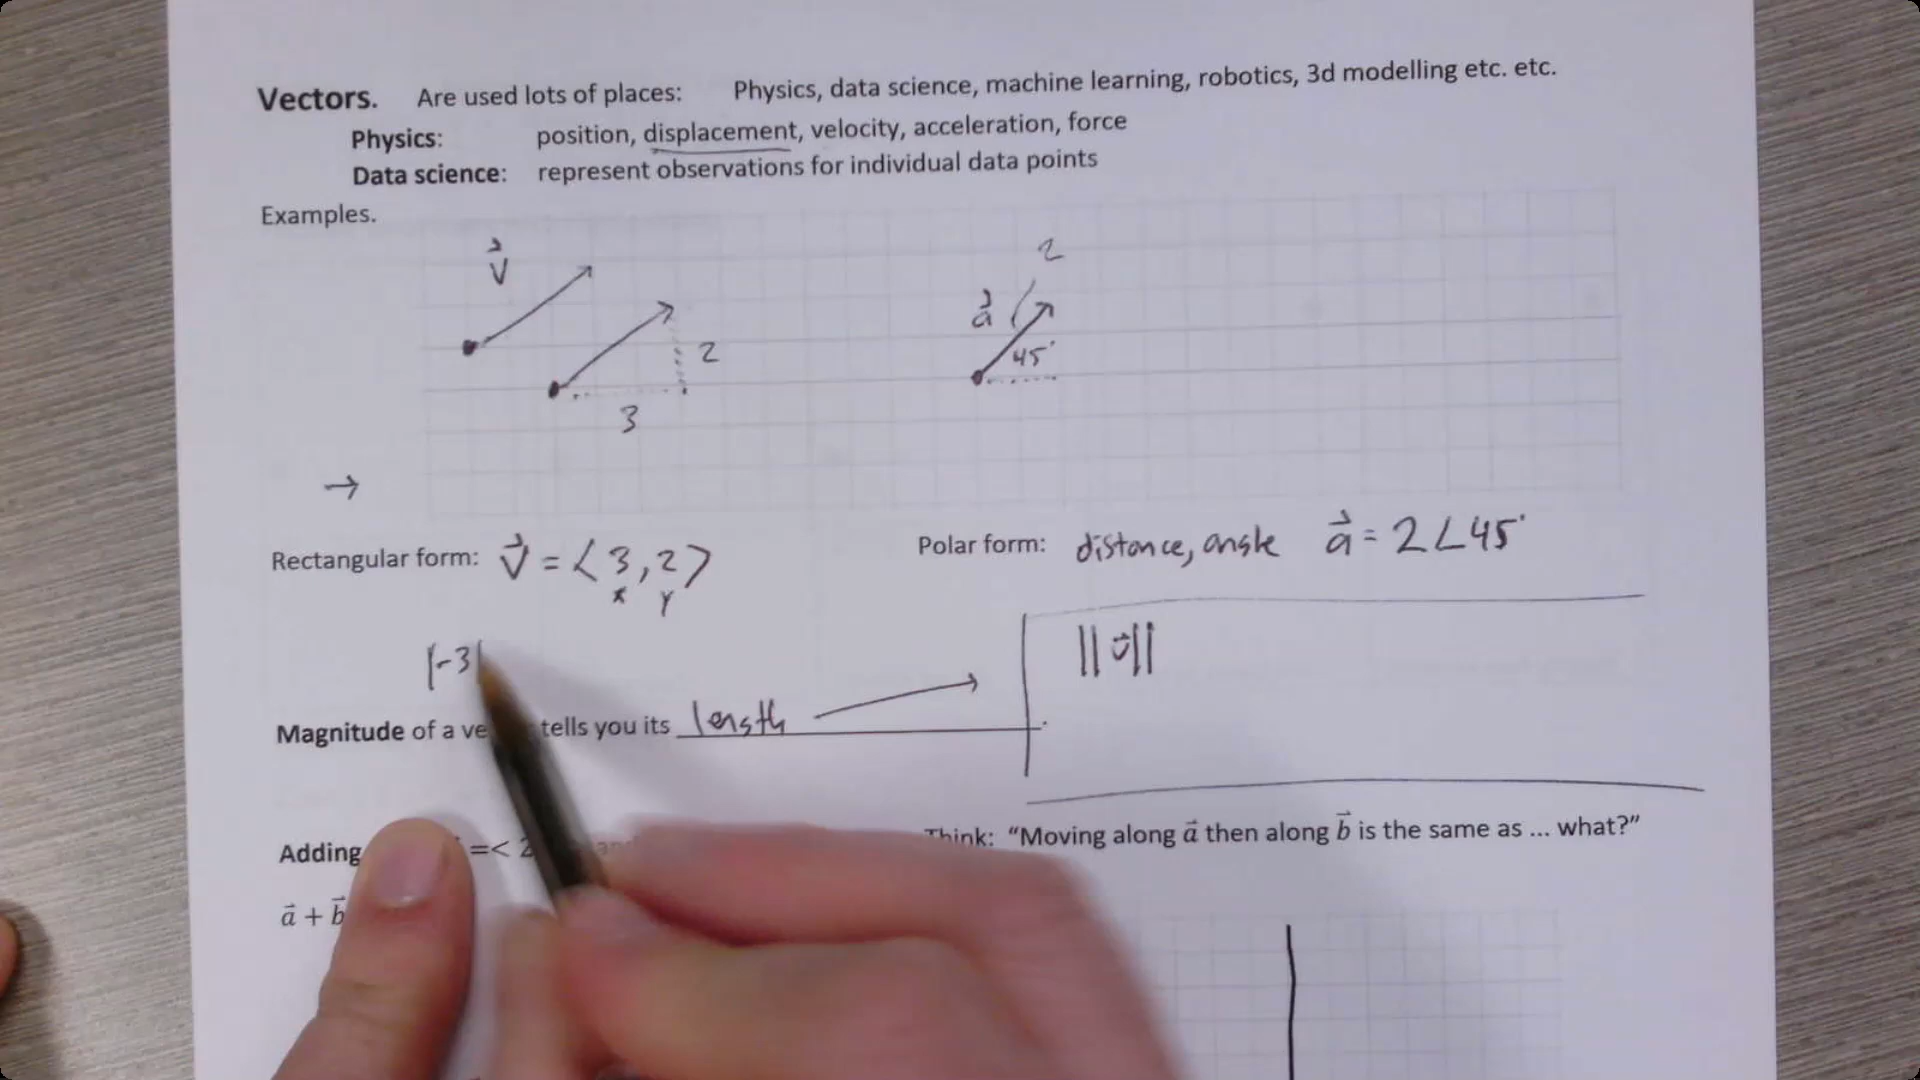 Vectors. Are used lots of places: Physics, data science, machine learning, robotics, 3d modelling etc. etc.
Physics: position, displacement, velocity, acceleration, force
Data science: represent observations for individual data points
Examples.
v⃗
2
3
a⃗ 2
45°
→
Rectangular form: v⃗ = ⟨3, 2⟩
x y
Polar form: distance, angle a⃗ = 2∠45°
|-3|
||v⃗||
Magnitude of a tells you its length
Adding =< 2
Think: “Moving along a⃗ then along b⃗ is the same as ... what?”
a⃗ + b⃗